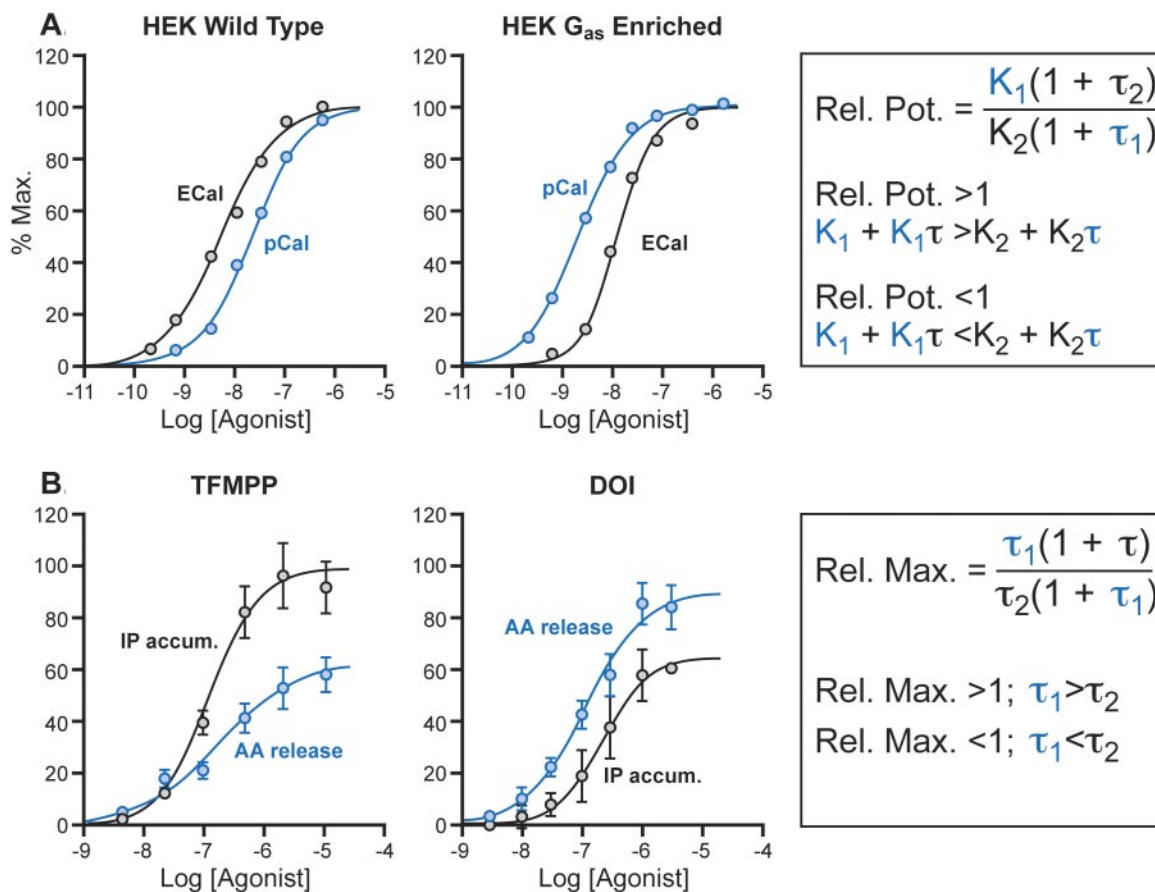 A.
HEK Wild Type
HEK Gas Enriched
120
100
80
60
40
20
0
% Max.
ECal
pCal
-11 -10 -9 -8 -7 -6 -5
Log [Agonist]
120
100
80
60
40
20
0
pCal
ECal
-11 -10 -9 -8 -7 -6 -5
Log [Agonist]
Rel. Pot. = K1(1 + τ2) / K2(1 + τ1)
Rel. Pot. >1
K1 + K1τ >K2 + K2τ
Rel. Pot. <1
K1 + K1τ <K2 + K2τ
B.
TFMPP
DOI
120
100
80
60
40
20
0
IP accum.
AA release
-9 -8 -7 -6 -5 -4
Log [Agonist]
120
100
80
60
40
20
0
AA release
IP accum.
-9 -8 -7 -6 -5 -4
Log [Agonist]
Rel. Max. = τ1(1 + τ) / τ2(1 + τ1)
Rel. Max. >1; τ1>τ2
Rel. Max. <1; τ1<τ2